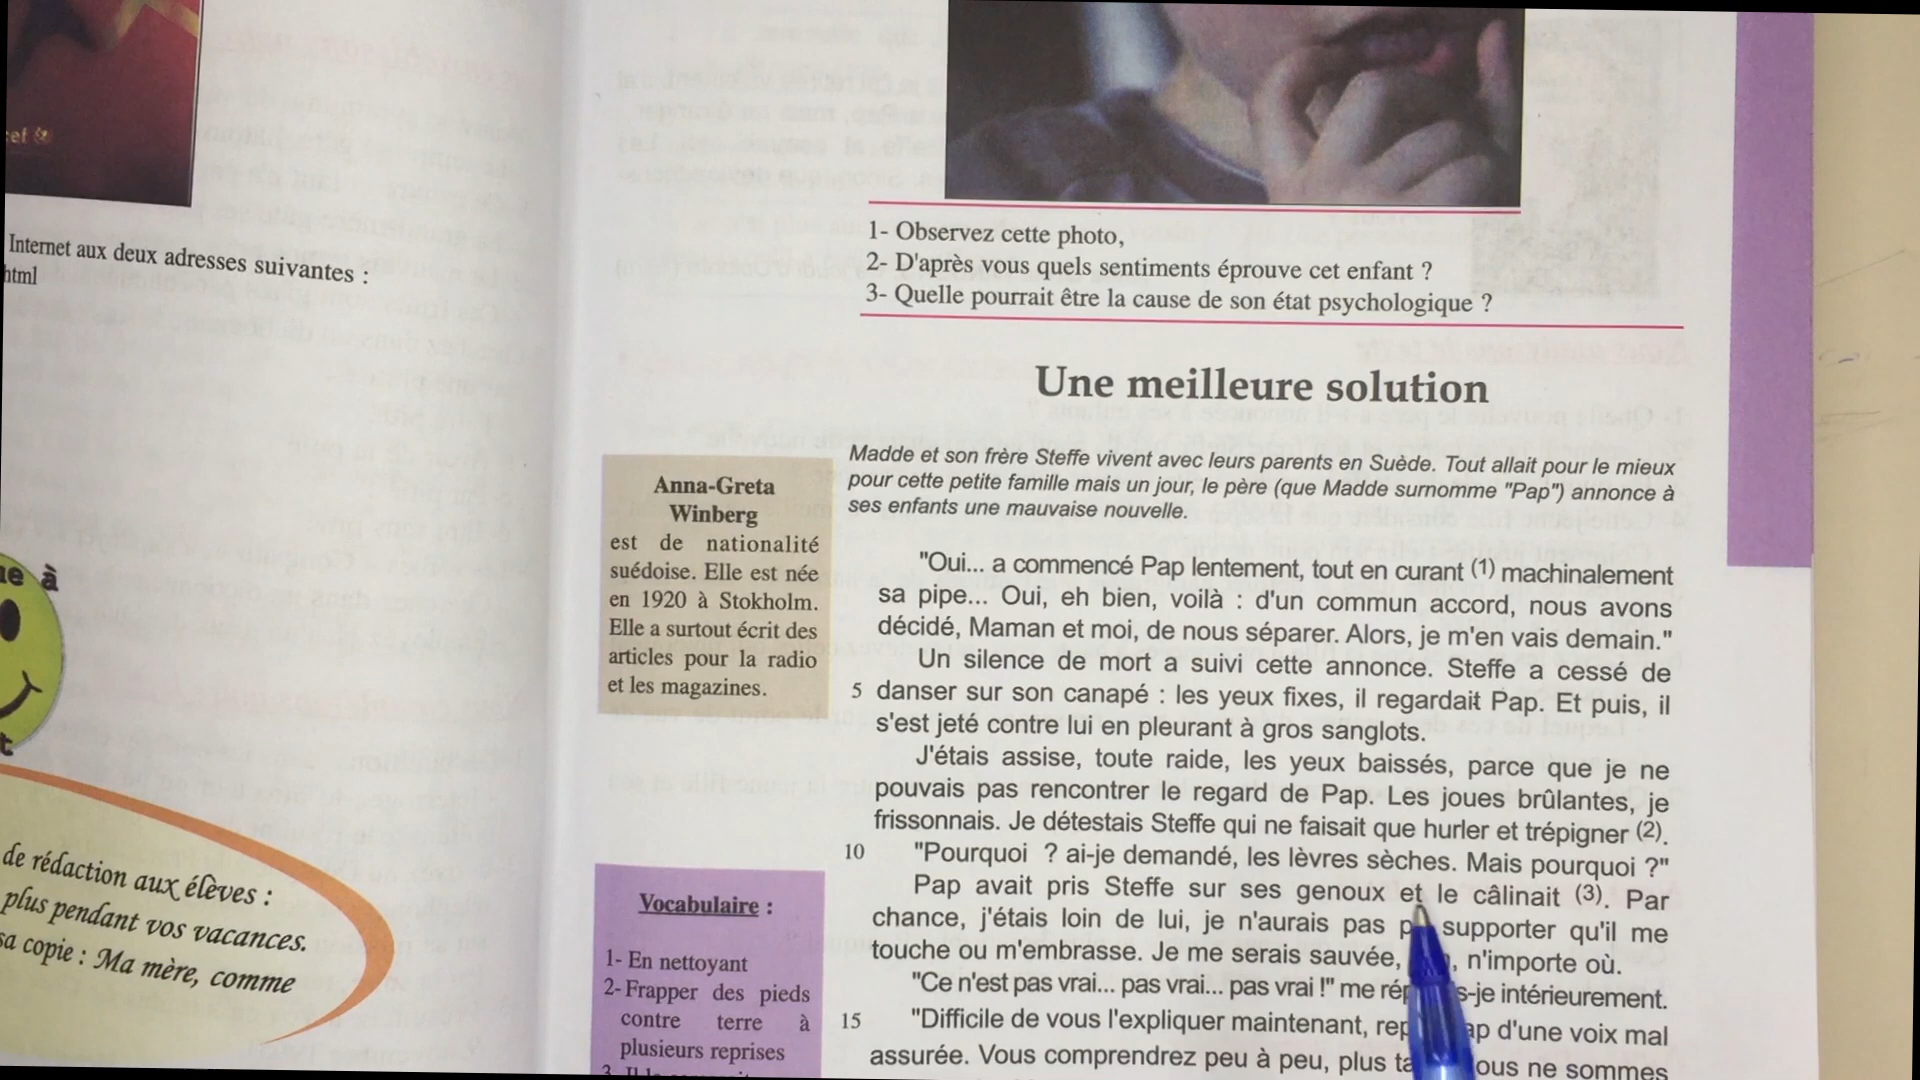 Internet aux deux adresses suivantes :
html
de rédaction aux élèves :
plus pendant vos vacances.
sa copie : Ma mère, comme
1- Observez cette photo,
2- D'après vous quels sentiments éprouve cet enfant ?
3- Quelle pourrait être la cause de son état psychologique ?
Une meilleure solution
Madde et son frère Steffe vivent avec leurs parents en Suède. Tout allait pour le mieux
pour cette petite famille mais un jour, le père (que Madde surnomme "Pap") annonce à
ses enfants une mauvaise nouvelle.
Anna-Greta
Winberg
est de nationalité
suédoise. Elle est née
en 1920 à Stokholm.
Elle a surtout écrit des
articles pour la radio
et les magazines.
"Oui... a commencé Pap lentement, tout en curant (1) machinalement
sa pipe... Oui, eh bien, voilà : d'un commun accord, nous avons
décidé, Maman et moi, de nous séparer. Alors, je m'en vais demain."
Un silence de mort a suivi cette annonce. Steffe a cessé de
5 danser sur son canapé : les yeux fixes, il regardait Pap. Et puis, il
s'est jeté contre lui en pleurant à gros sanglots.
J'étais assise, toute raide, les yeux baissés, parce que je ne
pouvais pas rencontrer le regard de Pap. Les joues brûlantes, je
frissonnais. Je détestais Steffe qui ne faisait que hurler et trépigner (2).
10 "Pourquoi ? ai-je demandé, les lèvres sèches. Mais pourquoi ?"
Pap avait pris Steffe sur ses genoux et le câlinait (3). Par
chance, j'étais loin de lui, je n'aurais pas supporter qu'il me
touche ou m'embrasse. Je me serais sauvée, n'importe où.
"Ce n'est pas vrai... pas vrai... pas vrai !" me intérieurement.
15 "Difficile de vous l'expliquer maintenant, d'une voix mal
assurée. Vous comprendrez peu à peu, plus ne sommes
Vocabulaire :
1- En nettoyant
2- Frapper des pieds
contre terre à
plusieurs reprises